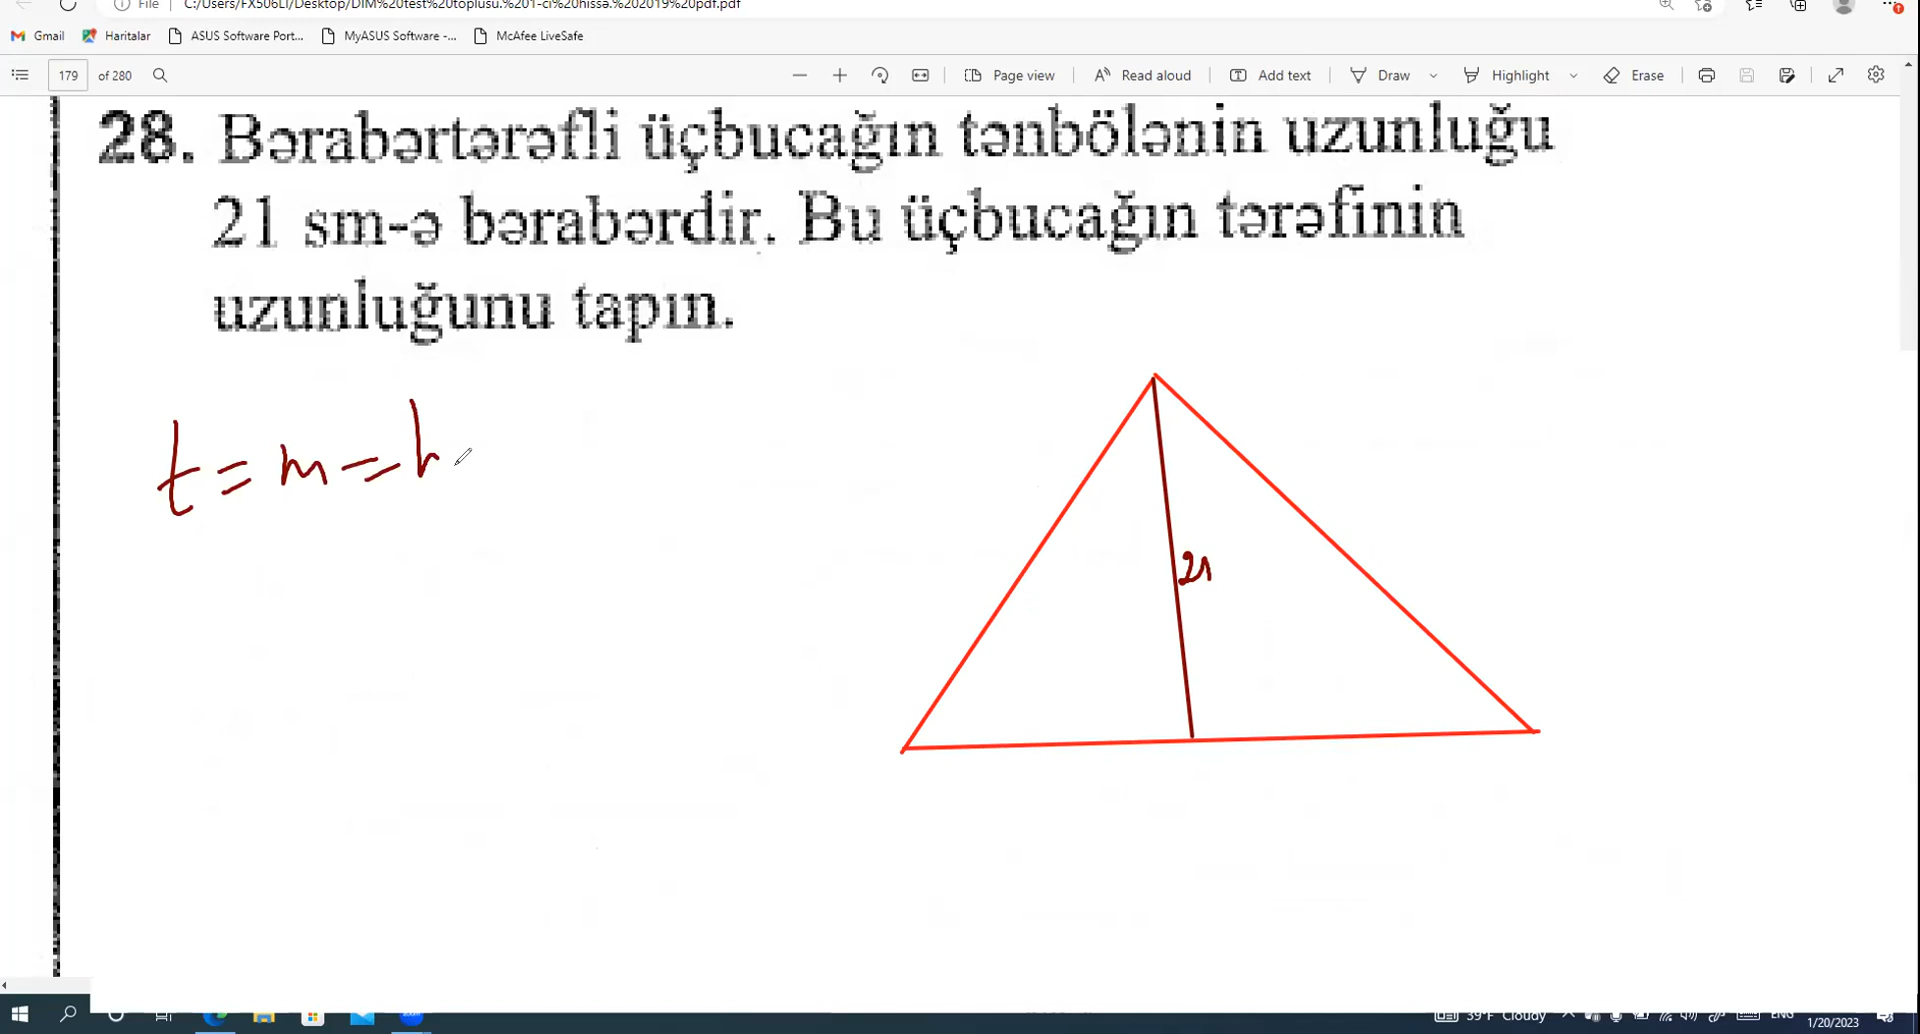 File | C:/Users/FX506LI/Desktop/DIM%20test%20toplusu.%201-ci%20hissə.%202019%20pdf.pdf
Gmail Haritalar ASUS Software Port... MyASUS Software -... McAfee LiveSafe
179 of 280 Page view Read aloud Add text Draw Highlight Erase
28. Bərabərtərəfli üçbucağın tənbölənin uzunluğu
21 sm-ə bərabərdir. Bu üçbucağın tərəfinin
uzunluğunu tapın.
t = m = h
21
39°F Cloudy ENG
1/20/2023